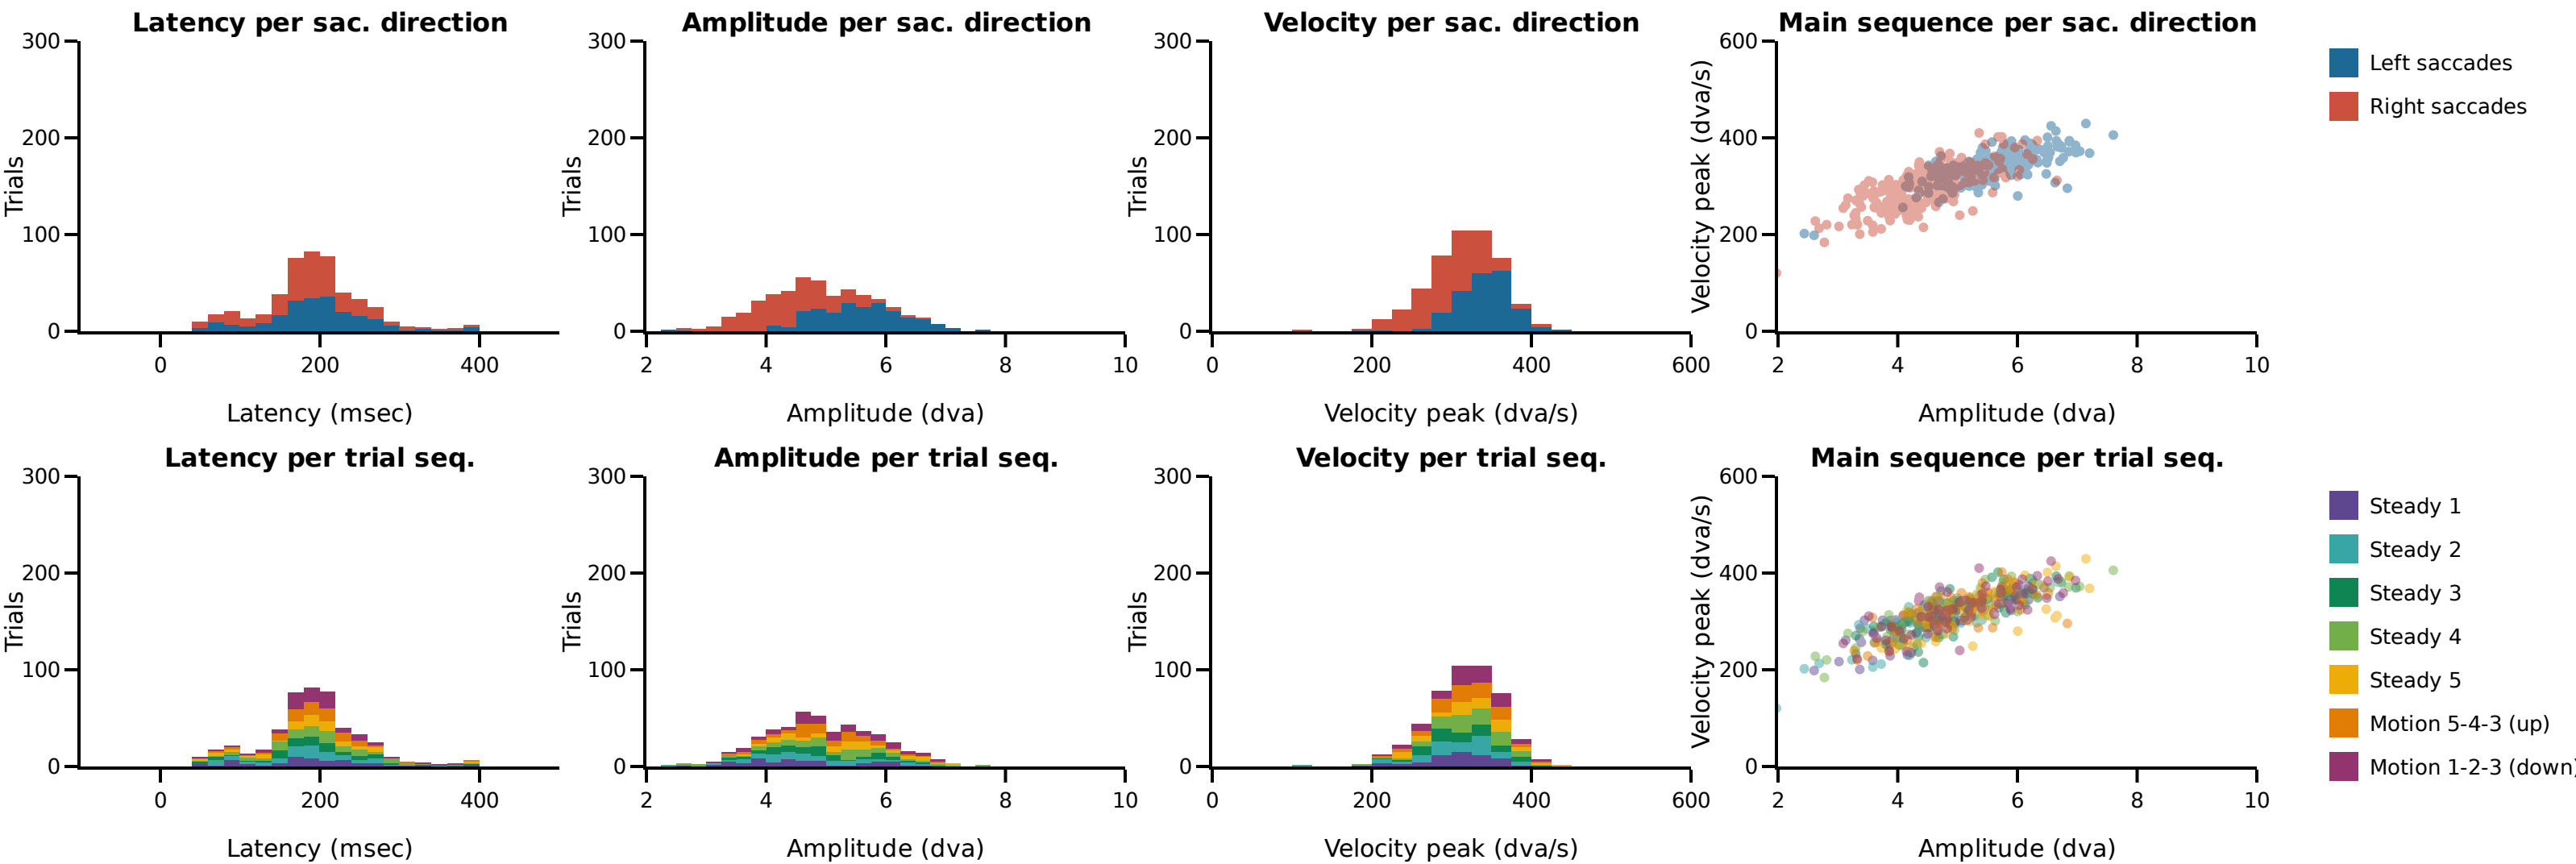 Latency per sac. direction
300
200
100
0
Trials
0 200 400
Latency (msec)
Amplitude per sac. direction
300
200
100
0
Trials
2 4 6 8 10
Amplitude (dva)
Velocity per sac. direction
300
200
100
0
Trials
0 200 400 600
Velocity peak (dva/s)
Main sequence per sac. direction
600
400
200
0
Velocity peak (dva/s)
2 4 6 8 10
Amplitude (dva)
Left saccades
Right saccades
Latency per trial seq.
300
200
100
0
Trials
0 200 400
Latency (msec)
Amplitude per trial seq.
300
200
100
0
Trials
2 4 6 8 10
Amplitude (dva)
Velocity per trial seq.
300
200
100
0
Trials
0 200 400 600
Velocity peak (dva/s)
Main sequence per trial seq.
600
400
200
0
Velocity peak (dva/s)
2 4 6 8 10
Amplitude (dva)
Steady 1
Steady 2
Steady 3
Steady 4
Steady 5
Motion 5-4-3 (up)
Motion 1-2-3 (down)